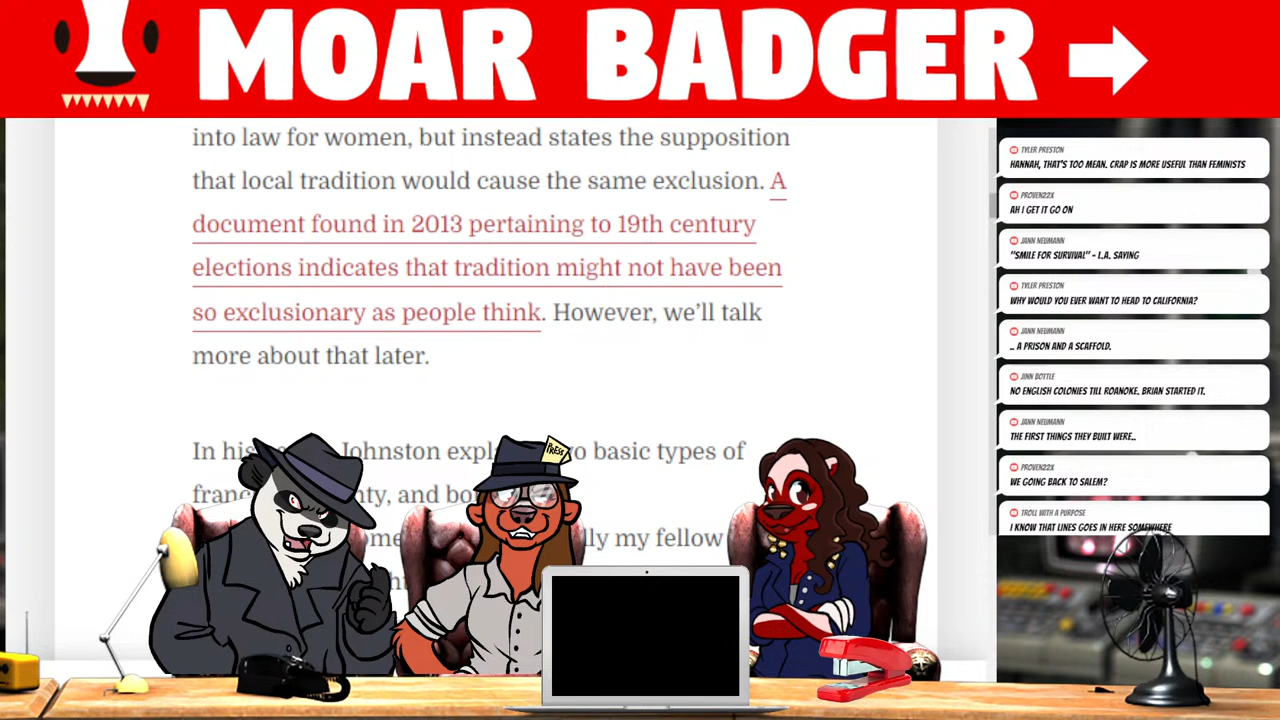 MOAR BADGER
into law for women, but instead states the supposition
that local tradition would cause the same exclusion. A
document found in 2013 pertaining to 19th century
elections indicates that tradition might not have been
so exclusionary as people think. However, we'll talk
more about that later.
In his Johnston expl o basic types of
franc nty, and bo
ome lly my fellow
PRESS
TYLER PRESTON
HANNAH, THAT'S TOO MEAN. CRAP IS MORE USEFUL THAN FEMINISTS
PROVEN22X
AH I GET IT GO ON
JANN NEUMANN
"SMILE FOR SURVIVAL" - L.A. SAYING
TYLER PRESTON
WHY WOULD YOU EVER WANT TO HEAD TO CALIFORNIA?
JANN NEUMANN
.. A PRISON AND A SCAFFOLD.
JINN BOTTLE
NO ENGLISH COLONIES TILL ROANOKE. BRIAN STARTED IT.
JANN NEUMANN
THE FIRST THINGS THEY BUILT WERE..
PROVEN22X
WE GOING BACK TO SALEM?
TROLL WITH A PURPOSE
I KNOW THAT LINES GOES IN HERE SOMEWHERE